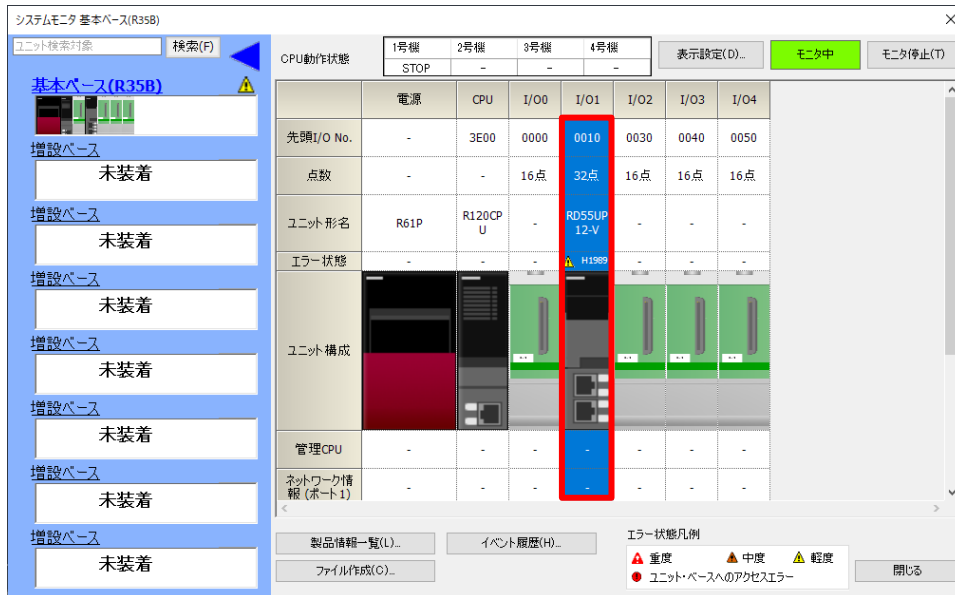 システムモニタ 基本ベース(R35B)
ユニット検索対象 検索(F)
基本ベース(R35B)
増設ベース
未装着
増設ベース
未装着
増設ベース
未装着
増設ベース
未装着
増設ベース
未装着
増設ベース
未装着
増設ベース
未装着
CPU動作状態 1号機 2号機 3号機 4号機
STOP - - -
表示設定(D)... モニタ中 モニタ停止(T)
電源 CPU I/O0 I/O1 I/O2 I/O3 I/O4
先頭I/O No. - 3E00 0000 0010 0030 0040 0050
点数 - - 16点 32点 16点 16点 16点
ユニット形名 R61P R120CP - RD55UP - - -
U 12-V
エラー状態 - - - H1989 - - -
ユニット構成
管理CPU - - - - - - -
ネットワーク情
報 (ポート1) - - - - - - -
製品情報一覧(L)... イベント履歴(H)...
ファイル作成(C)...
エラー状態凡例
重度 中度 軽度
ユニット・ベースへのアクセスエラー
閉じる